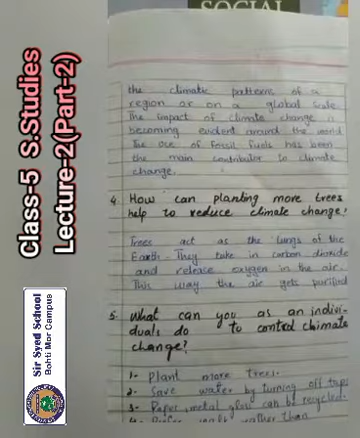 SOCIAL
Class-5 S.Studies
Lecture-2(Part-2)
Sir Syed School
Bohti Mor Campus
the climatic patterns of a
region or on a global scale
The impact of climate change is
becoming evident around the world
The use of fossil fuels has been
the main contributor to climate
change.
4. How can planting more trees
help to reduce climate change?
Trees act as the lungs of the
Earth. They take in carbon dioxide
and release oxygen in the air.
This way the air gets purified
5. What can you as an indivi-
duals do to control climate
change?
1- Plant more trees.
2- Save water by turning off taps
3- Paper, metal glass can be recycled.
4- walk rather than